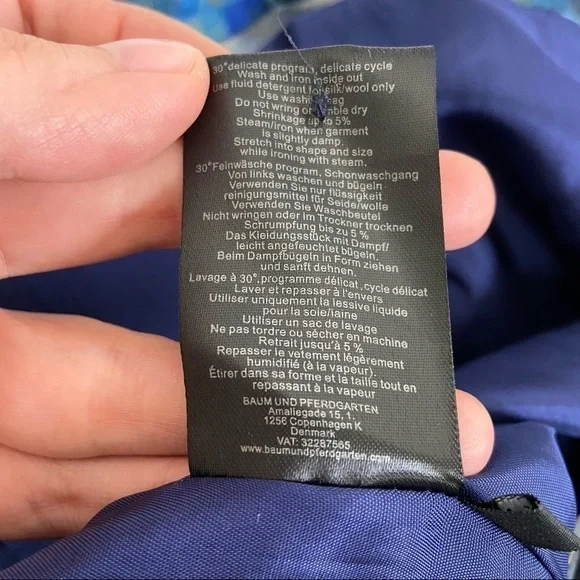 30°delicate program, delicate cycle
Wash and iron inside out
Use fluid detergent for silk/wool only
Use wash bag
Do not wring or tumble dry
Shrinkage up to 5%
Steam/iron when garment
is slightly damp.
Stretch into shape and size
while ironing with steam.
30°Feinwäsche program, Schonwaschgang
Von links waschen und bügeln
Verwenden Sie nur flüssigkeit
reinigungsmittel für Seide/wolle
Verwenden Sie Waschbeutel
Nicht wringen oder im Trockner trocknen
Schrumpfung bis zu 5 %
Das Kleidungsstück mit Dampf/
leicht angefeuchtet bügeln.
Beim Dampfbügeln in Form ziehen
und sanft dehnen.
Lavage à 30°,programme délicat,cycle délicat
Laver et repasser à l'envers
Utiliser uniquement la lessive liquide
pour la soie/laine
Utiliser un sac de lavage
Ne pas tordre ou sécher en machine
Retrait jusqu'à 5 %
Repasser le vetement légèrement
humidifié (à la vapeur).
Étirer dans sa forme et la taille tout en
repassant à la vapeur
BAUM UND PFERDGARTEN
Amaliegade 15, 1.
1256 Copenhagen K
Denmark
VAT: 32287565
www.baumundpferdgarten.com